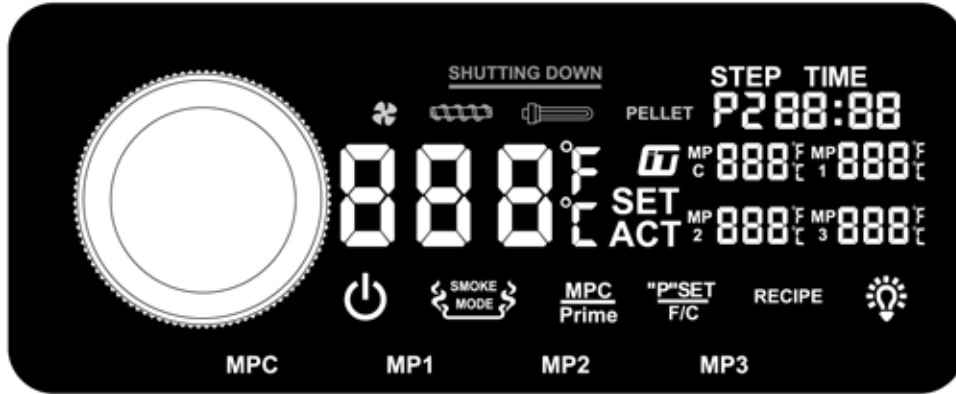 SHUTTING DOWN
STEP TIME
PELLET P288:88
888°F °C
SET
ACT
MP C 888°F °C MP 1 888°F °C
MP 2 888°F °C MP 3 888°F °C
SMOKE
MODE
MPC
Prime
"P"SET
F/C
RECIPE
MPC MP1 MP2 MP3